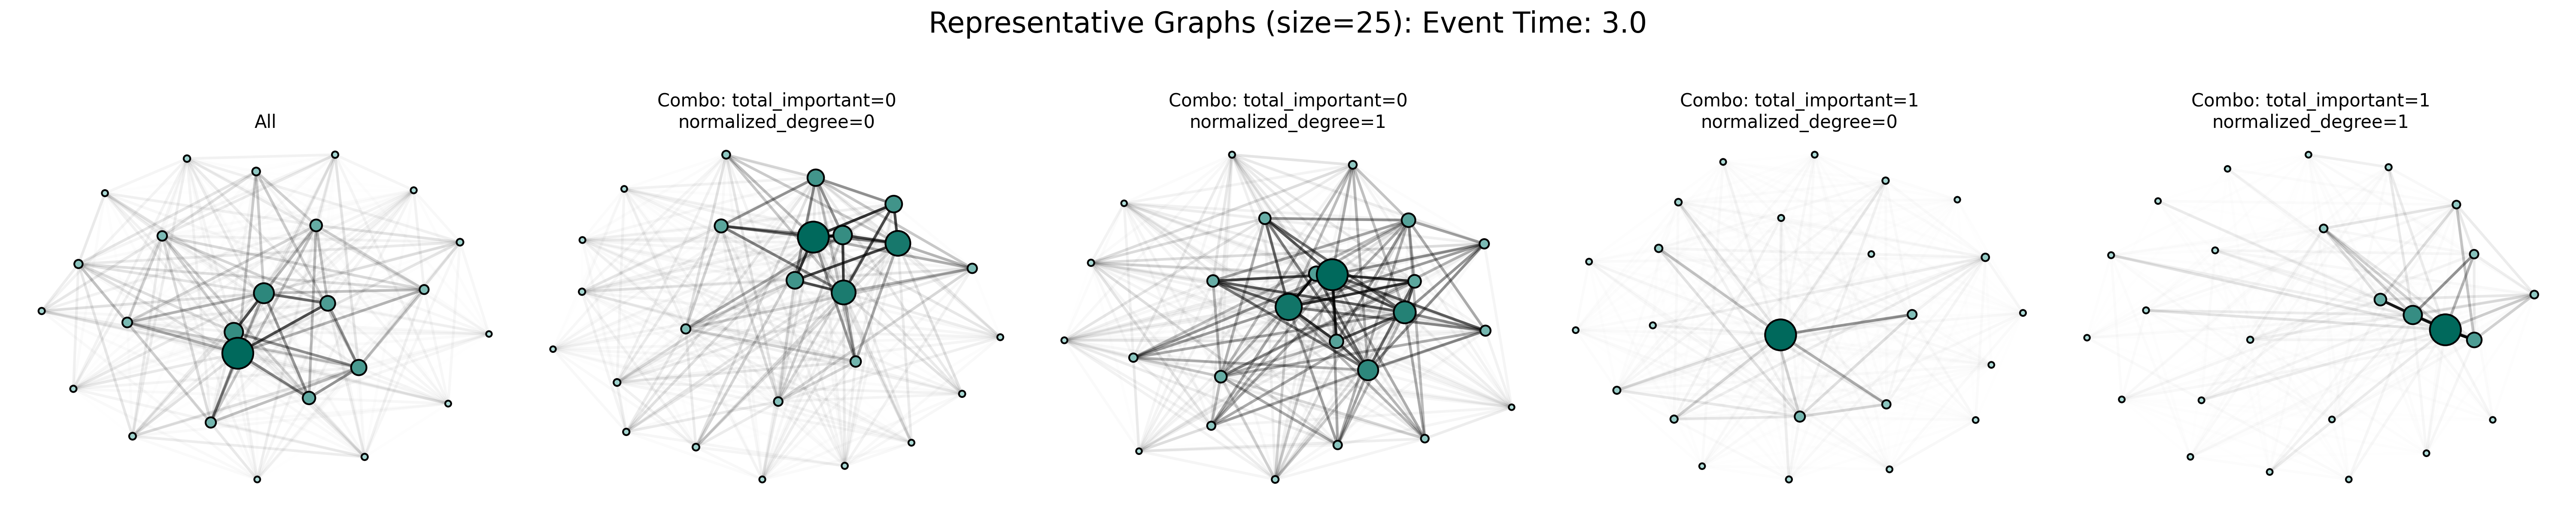 Representative Graphs (size=25): Event Time: 3.0
All
Combo: total_important=0
normalized_degree=0
Combo: total_important=0
normalized_degree=1
Combo: total_important=1
normalized_degree=0
Combo: total_important=1
normalized_degree=1